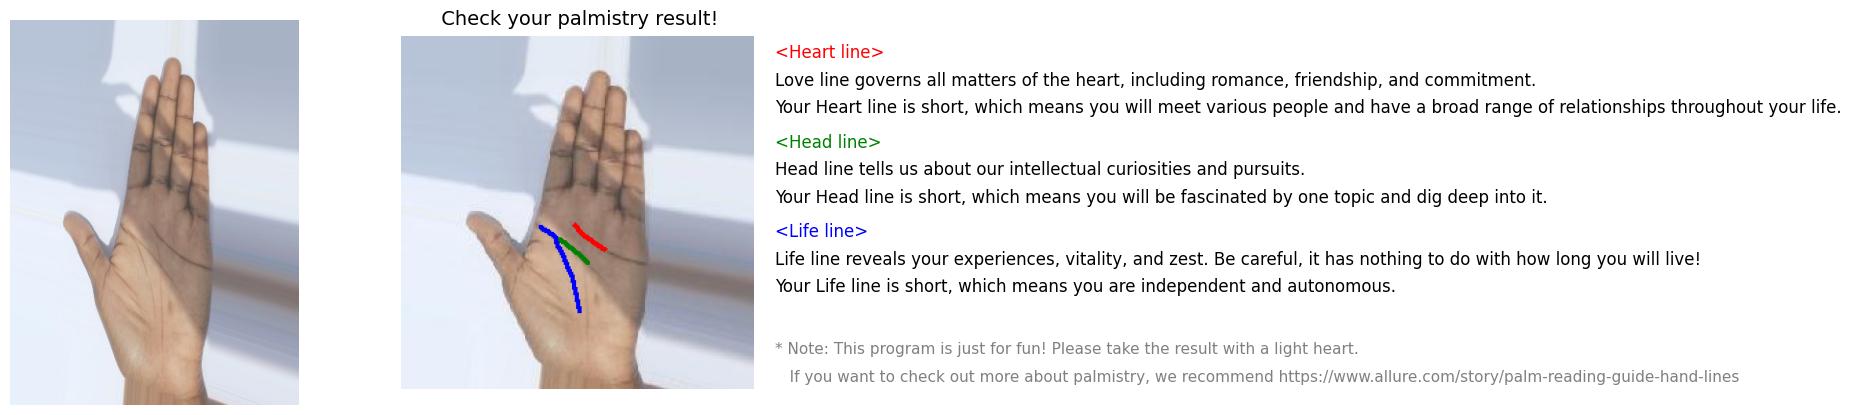 Check your palmistry result!
<Heart line>
Love line governs all matters of the heart, including romance, friendship, and commitment.
Your Heart line is short, which means you will meet various people and have a broad range of relationships throughout your life.
<Head line>
Head line tells us about our intellectual curiosities and pursuits.
Your Head line is short, which means you will be fascinated by one topic and dig deep into it.
<Life line>
Life line reveals your experiences, vitality, and zest. Be careful, it has nothing to do with how long you will live!
Your Life line is short, which means you are independent and autonomous.
* Note: This program is just for fun! Please take the result with a light heart.
If you want to check out more about palmistry, we recommend https://www.allure.com/story/palm-reading-guide-hand-lines